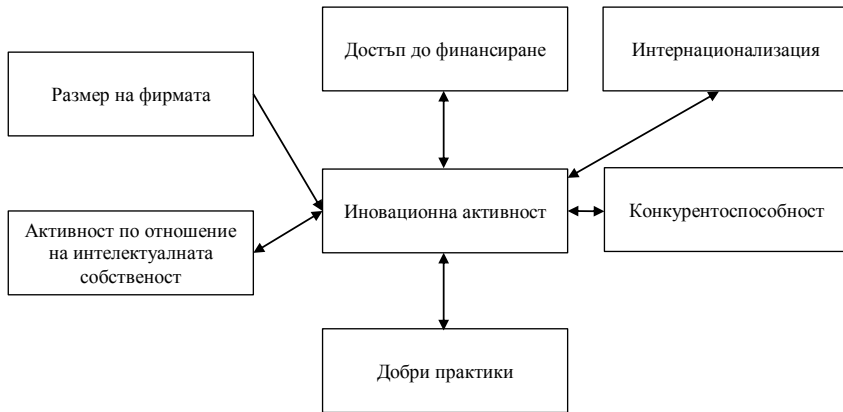 Достъп до финансиране
Интернационализация
Размер на фирмата
Иновационна активност
Конкурентоспособност
Активност по отношение
на интелектуалната
собственост
Добри практики